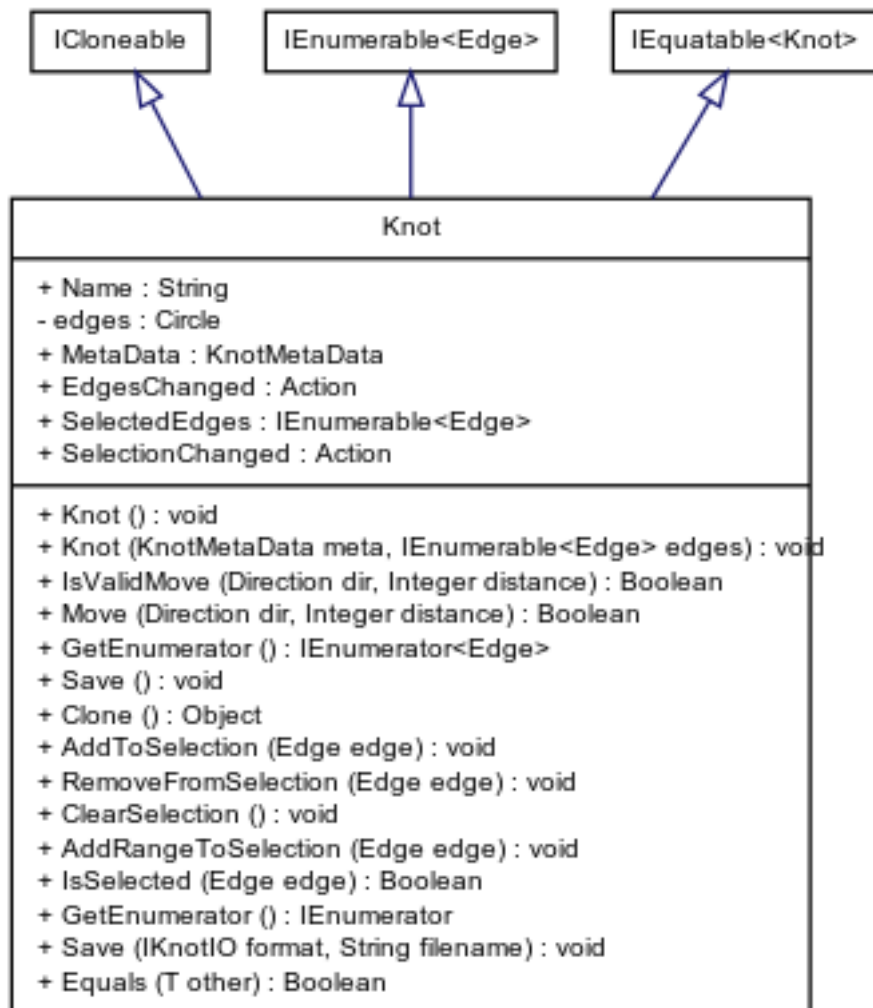 ICloneable
IEnumerable<Edge>
IEquatable<Knot>
Knot
+ Name : String
- edges : Circle
+ MetaData : KnotMetaData
+ EdgesChanged : Action
+ SelectedEdges : IEnumerable<Edge>
+ SelectionChanged : Action
+ Knot () : void
+ Knot (KnotMetaData meta, IEnumerable<Edge> edges) : void
+ IsValidMove (Direction dir, Integer distance) : Boolean
+ Move (Direction dir, Integer distance) : Boolean
+ GetEnumerator () : IEnumerator<Edge>
+ Save () : void
+ Clone () : Object
+ AddToSelection (Edge edge) : void
+ RemoveFromSelection (Edge edge) : void
+ ClearSelection () : void
+ AddRangeToSelection (Edge edge) : void
+ IsSelected (Edge edge) : Boolean
+ GetEnumerator () : IEnumerator
+ Save (IKnotIO format, String filename) : void
+ Equals (T other) : Boolean